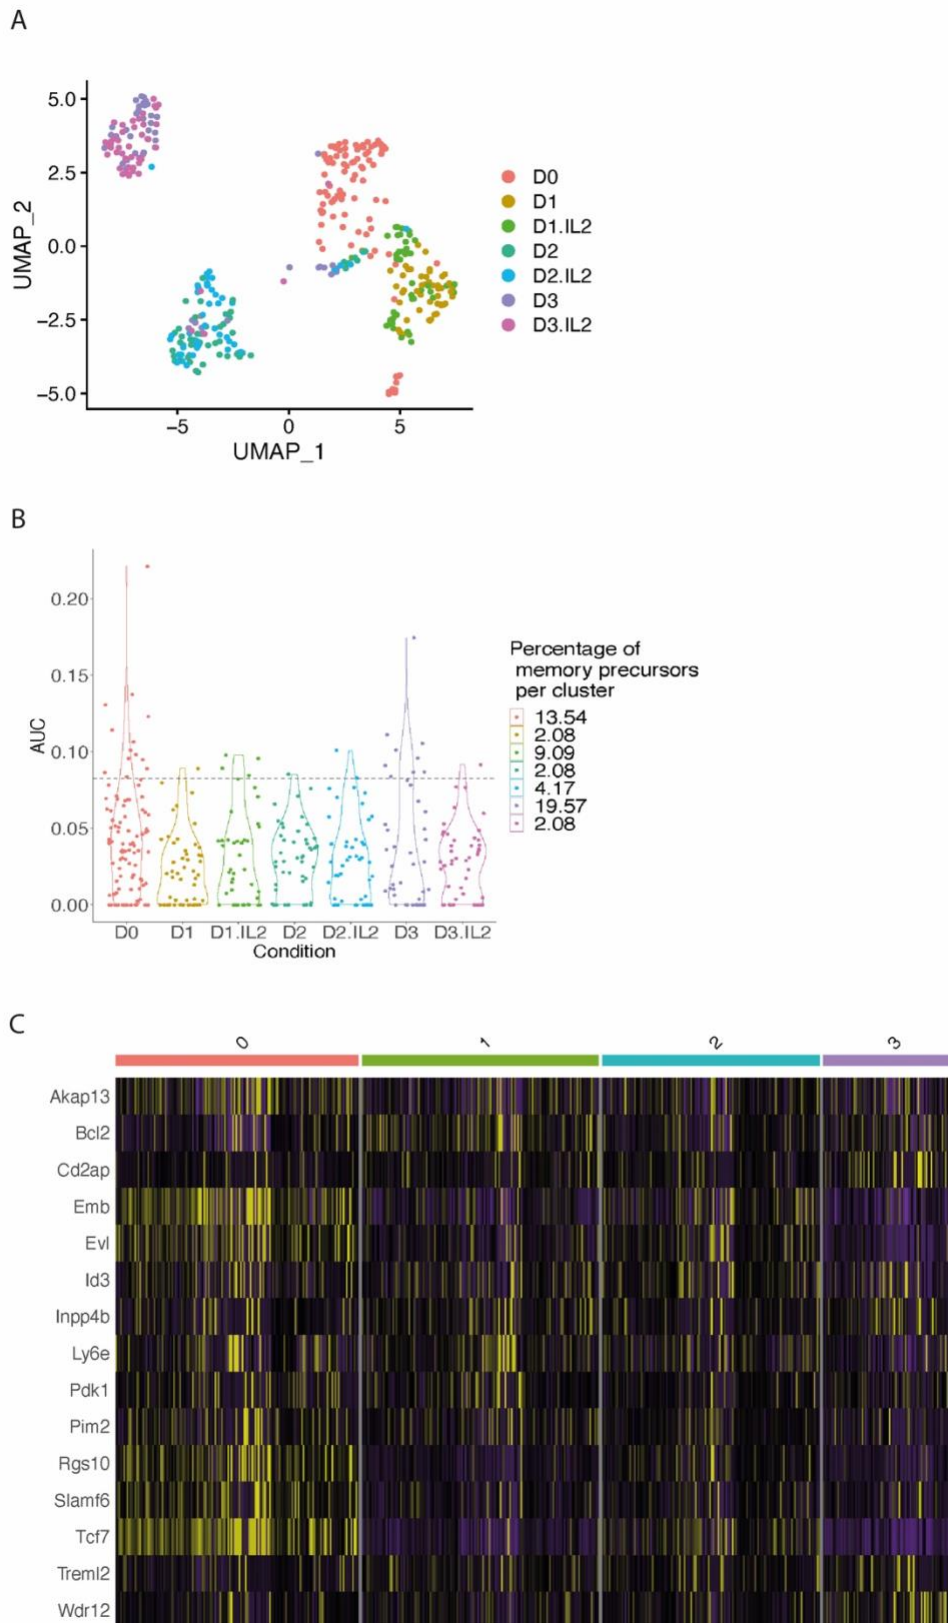 A
5.0
2.5
0.0
−2.5
−5.0
UMAP_2
−5 0 5
UMAP_1
D0
D1
D1.IL2
D2
D2.IL2
D3
D3.IL2
B
0.20
0.15
0.10
0.05
0.00
AUC
D0 D1 D1.IL2 D2 D2.IL2 D3 D3.IL2
Condition
Percentage of
memory precursors
per cluster
13.54
2.08
9.09
2.08
4.17
19.57
2.08
C
0 1 2 3
Akap13
Bcl2
Cd2ap
Emb
Evl
Id3
Inpp4b
Ly6e
Pdk1
Pim2
Rgs10
Slamf6
Tcf7
Treml2
Wdr12